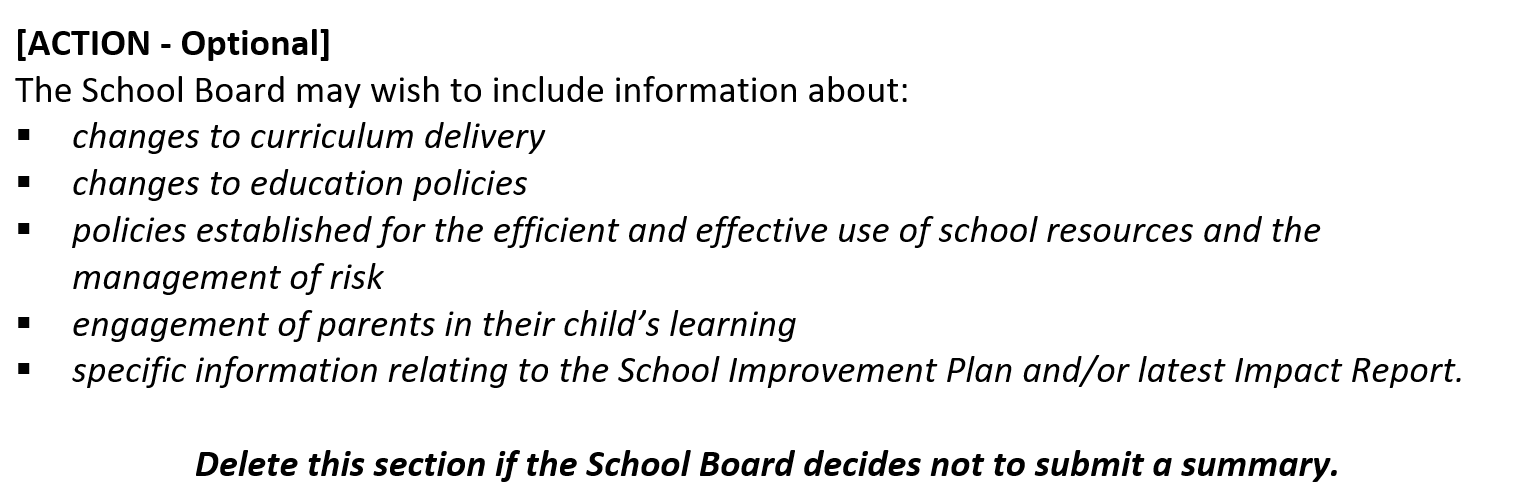 [ACTION - Optional]
The School Board may wish to include information about:
▪ changes to curriculum delivery
▪ changes to education policies
▪ policies established for the efficient and effective use of school resources and the
management of risk
▪ engagement of parents in their child’s learning
▪ specific information relating to the School Improvement Plan and/or latest Impact Report.
Delete this section if the School Board decides not to submit a summary.